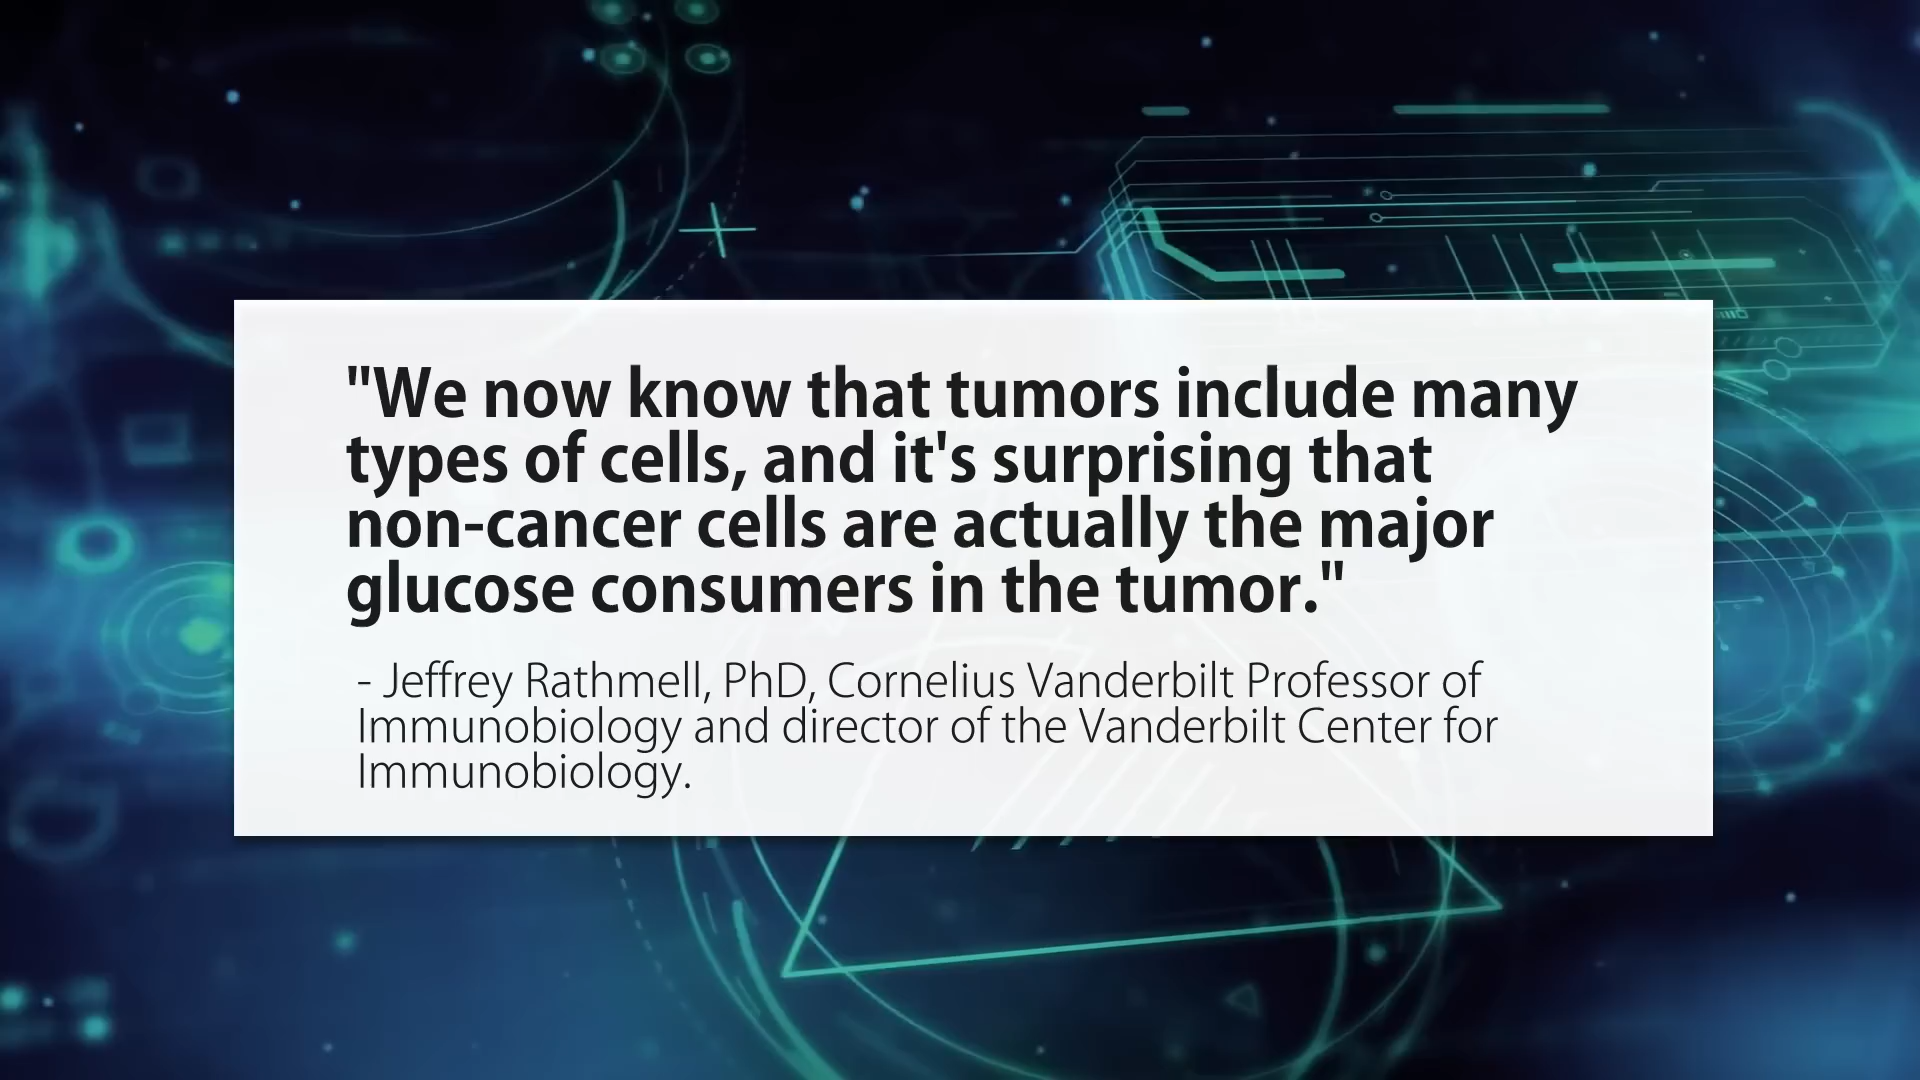 "We now know that tumors include many
types of cells, and it's surprising that
non-cancer cells are actually the major
glucose consumers in the tumor."
- Jeffrey Rathmell, PhD, Cornelius Vanderbilt Professor of
Immunobiology and director of the Vanderbilt Center for
Immunobiology.